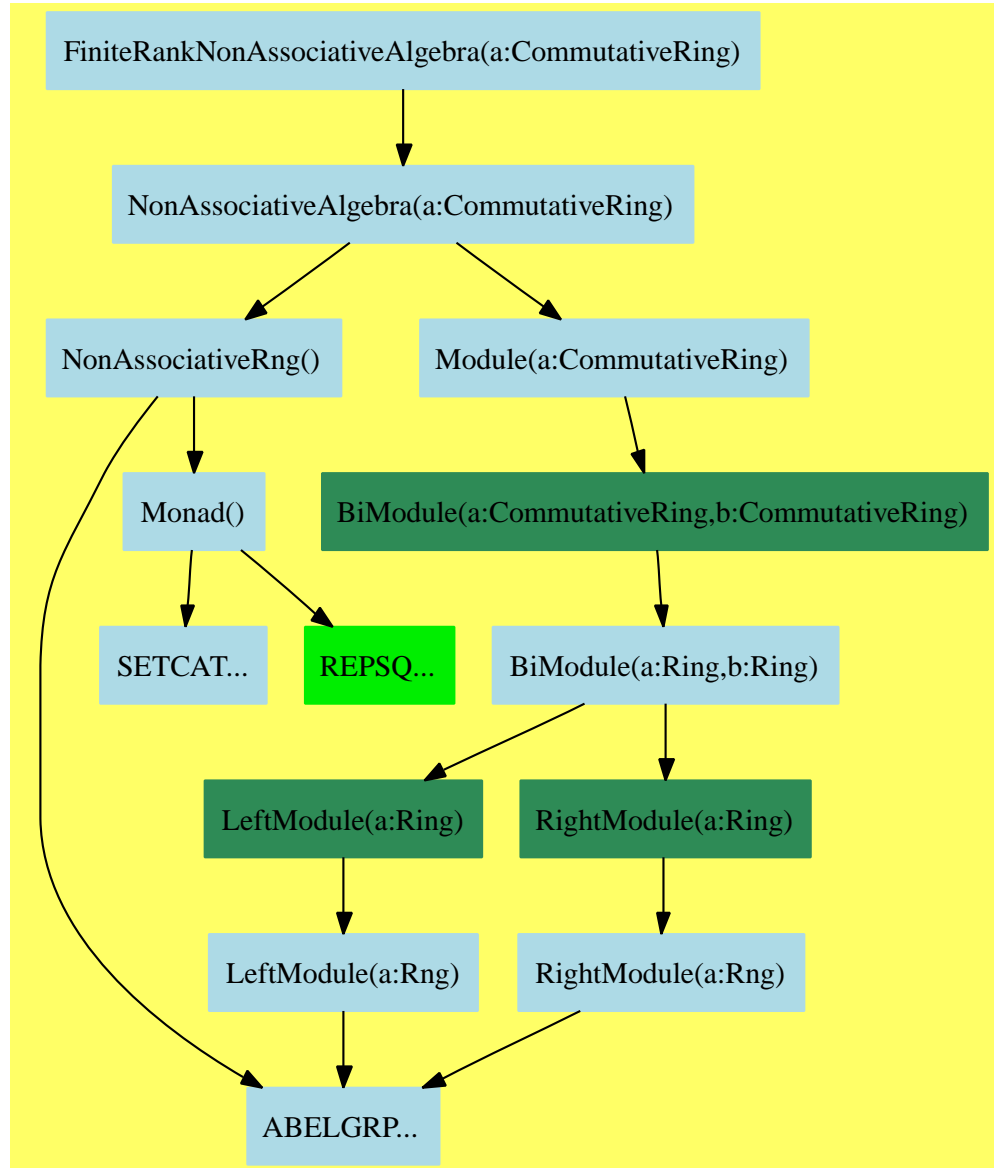 FiniteRankNonAssociativeAlgebra(a:CommutativeRing)
NonAssociativeAlgebra(a:CommutativeRing)
NonAssociativeRng()
Module(a:CommutativeRing)
Monad()
BiModule(a:CommutativeRing,b:CommutativeRing)
SETCAT...
REPSQ...
BiModule(a:Ring,b:Ring)
LeftModule(a:Ring)
RightModule(a:Ring)
LeftModule(a:Rng)
RightModule(a:Rng)
ABELGRP...